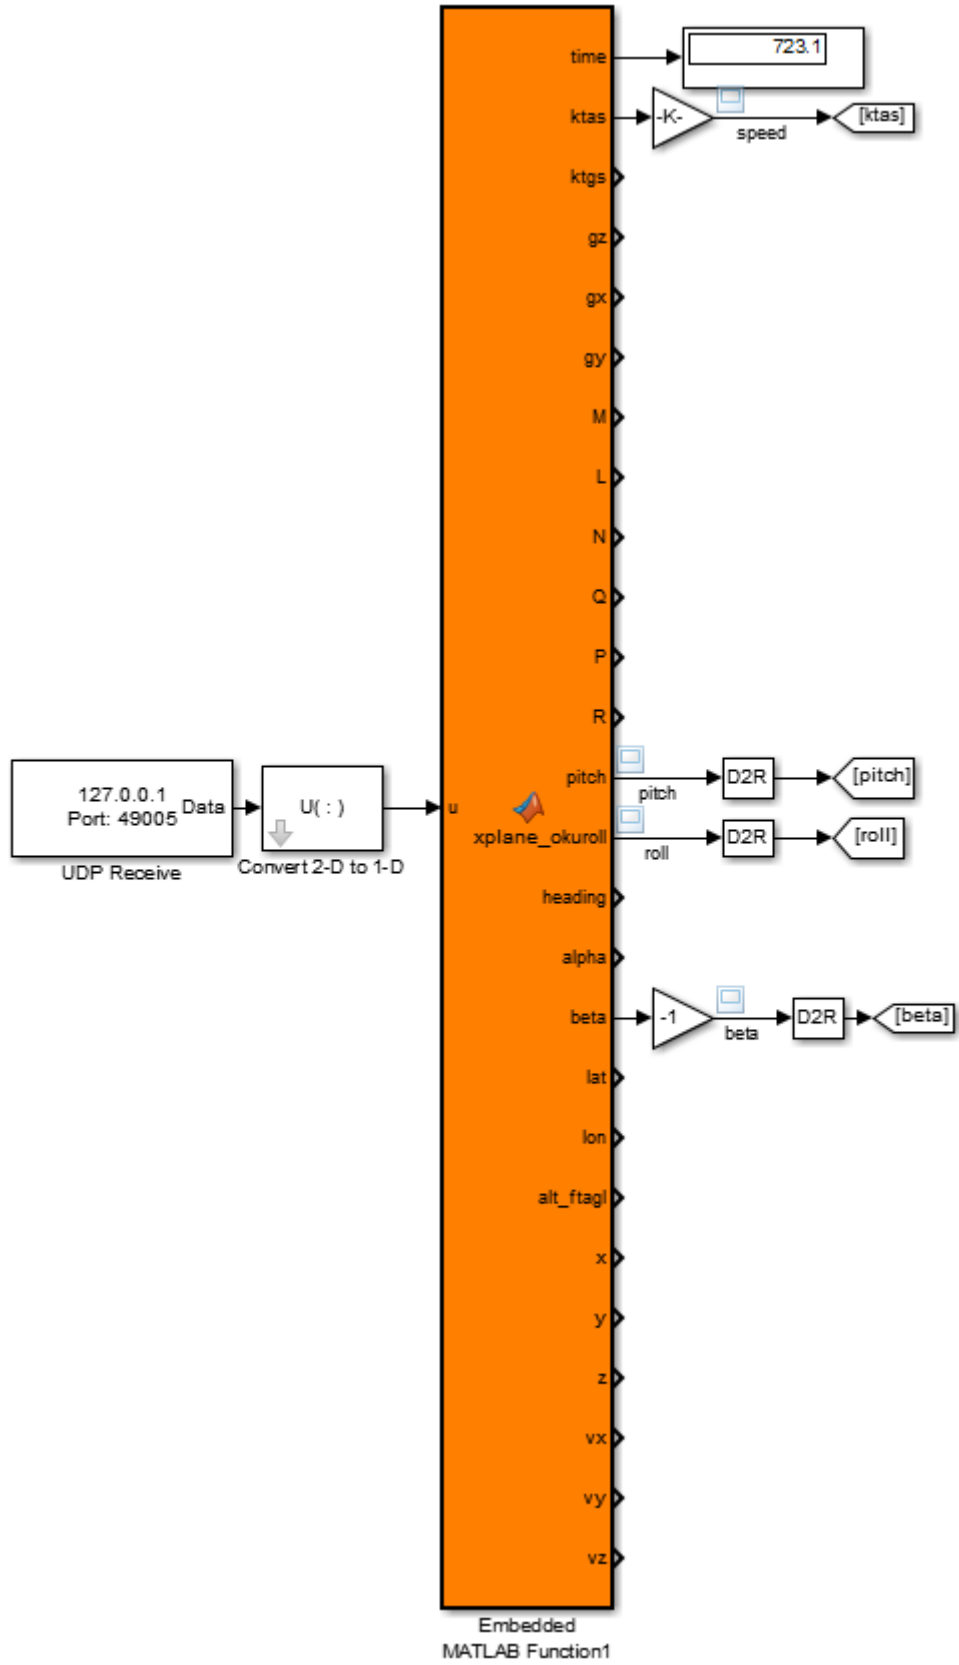 time
723.1
ktas
-K-
speed
[ktas]
ktgs
gz
gx
gy
M
L
N
Q
P
R
127.0.0.1
Port: 49005
Data
UDP Receive
U( : )
Convert 2-D to 1-D
u
pitch
pitch
D2R
[pitch]
xplane_oku
roll
roll
D2R
[roll]
heading
alpha
beta
-1
beta
D2R
[beta]
lat
lon
alt_ftagl
x
y
z
vx
vy
vz
Embedded
MATLAB Function1